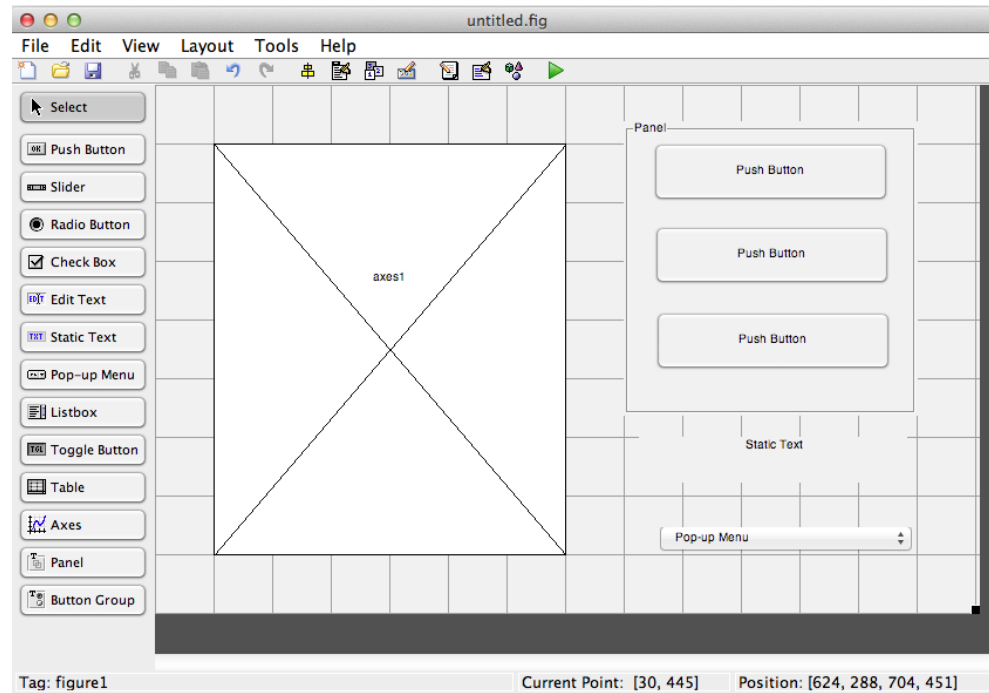 untitled.fig
File Edit View Layout Tools Help
Select
Push Button
Slider
Radio Button
Check Box
Edit Text
Static Text
Pop-up Menu
Listbox
Toggle Button
Table
Axes
Panel
Button Group
axes1
Panel
Push Button
Push Button
Push Button
Static Text
Pop-up Menu
Tag: figure1 Current Point: [30, 445] Position: [624, 288, 704, 451]